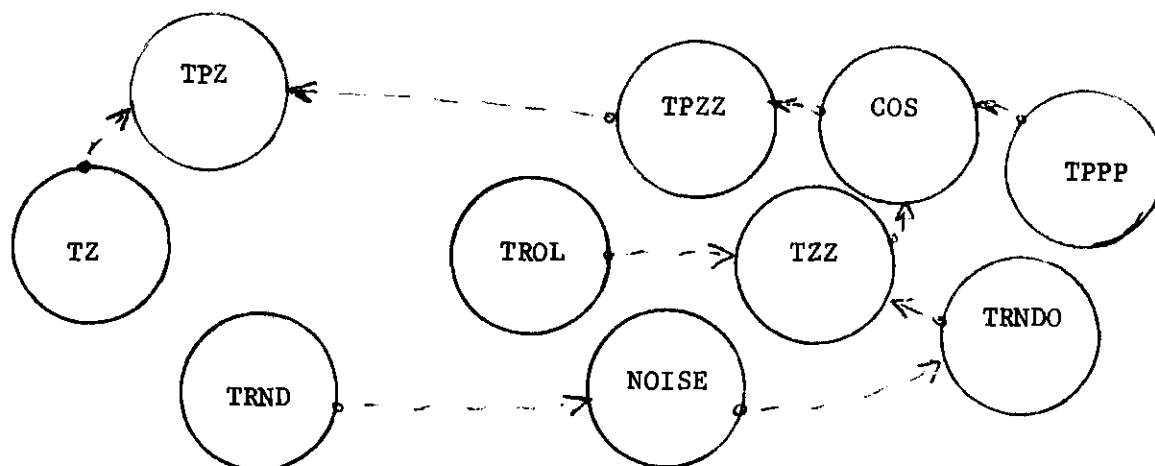 TPZ
TPZZ
COS
TPPP
TZ
TROL
TZZ
TRNDO
TRND
NOISE